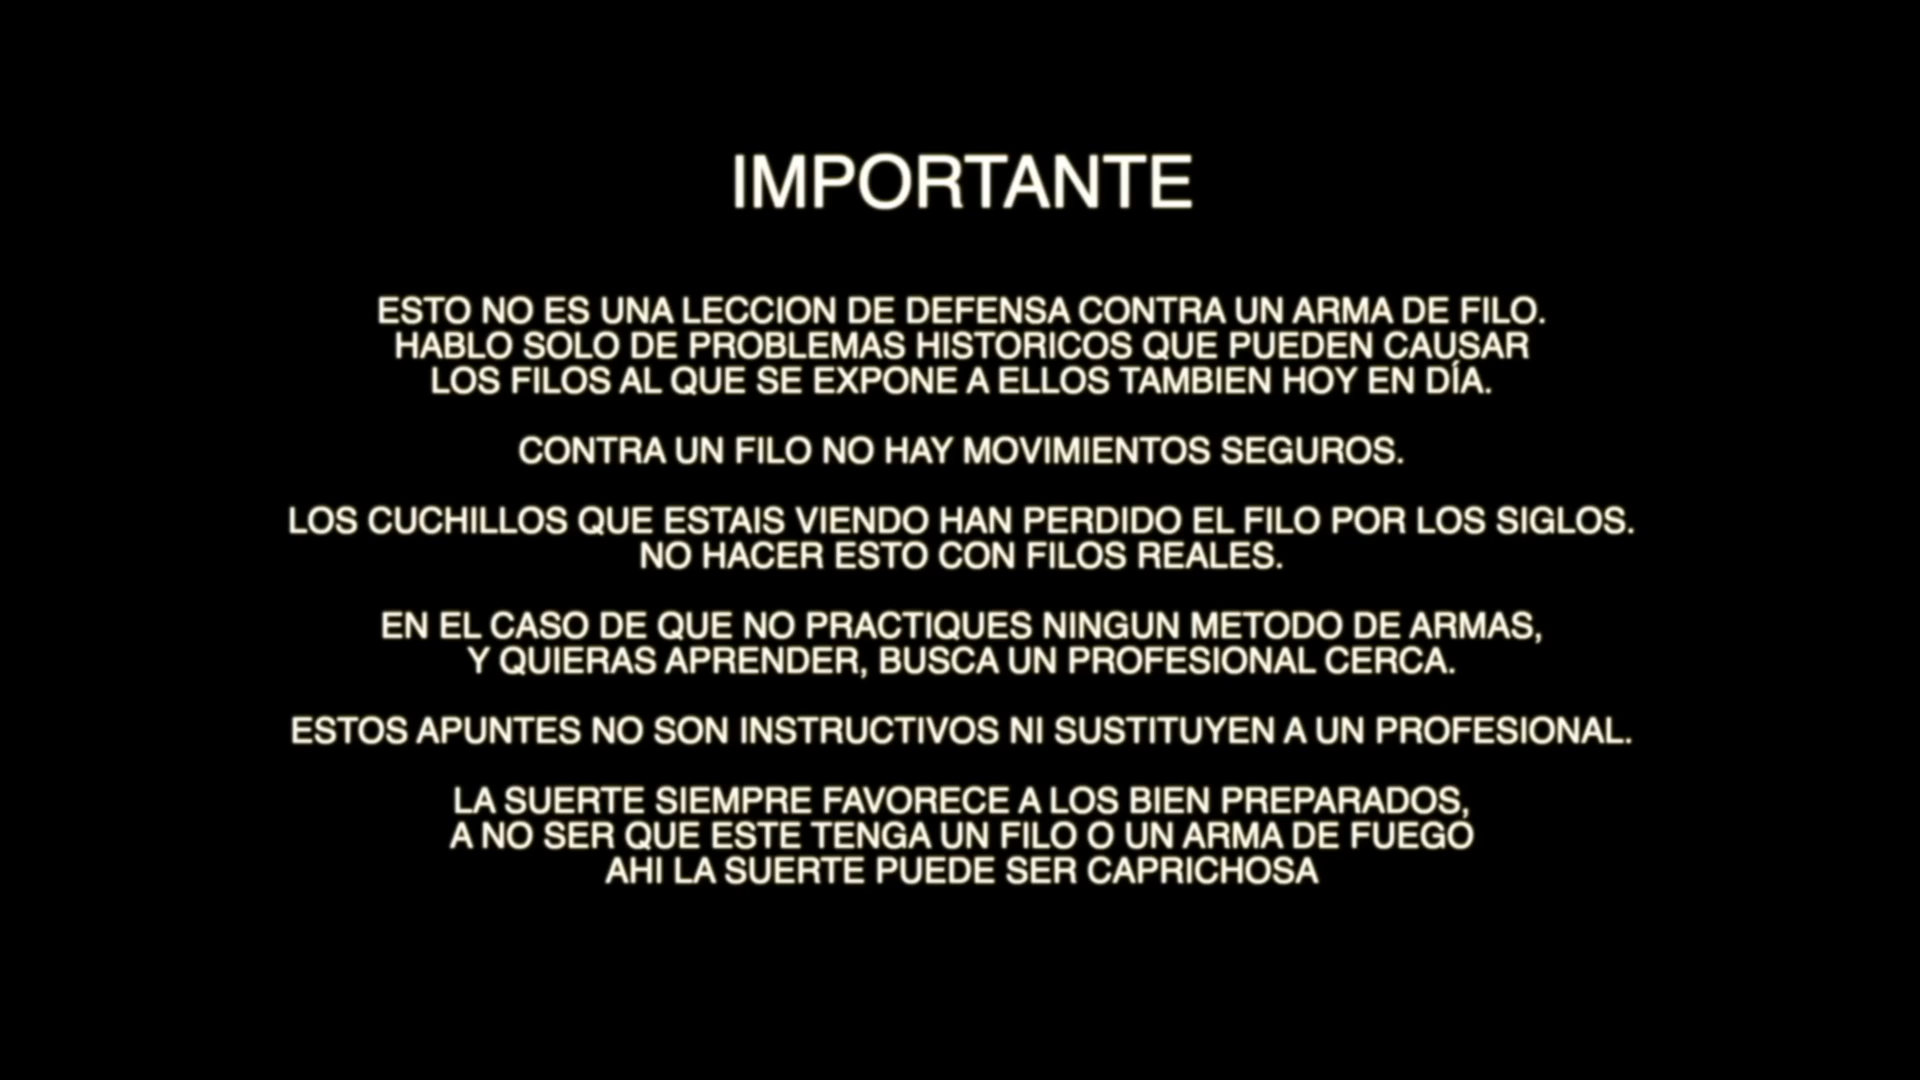 IMPORTANTE
ESTO NO ES UNA LECCION DE DEFENSA CONTRA UN ARMA DE FILO.
HABLO SOLO DE PROBLEMAS HISTORICOS QUE PUEDEN CAUSAR
LOS FILOS AL QUE SE EXPONE A ELLOS TAMBIEN HOY EN DÍA.
CONTRA UN FILO NO HAY MOVIMIENTOS SEGUROS.
LOS CUCHILLOS QUE ESTAIS VIENDO HAN PERDIDO EL FILO POR LOS SIGLOS.
NO HACER ESTO CON FILOS REALES.
EN EL CASO DE QUE NO PRACTIQUES NINGUN METODO DE ARMAS,
Y QUIERAS APRENDER, BUSCA UN PROFESIONAL CERCA.
ESTOS APUNTES NO SON INSTRUCTIVOS NI SUSTITUYEN A UN PROFESIONAL.
LA SUERTE SIEMPRE FAVORECE A LOS BIEN PREPARADOS,
A NO SER QUE ESTE TENGA UN FILO O UN ARMA DE FUEGO
AHI LA SUERTE PUEDE SER CAPRICHOSA